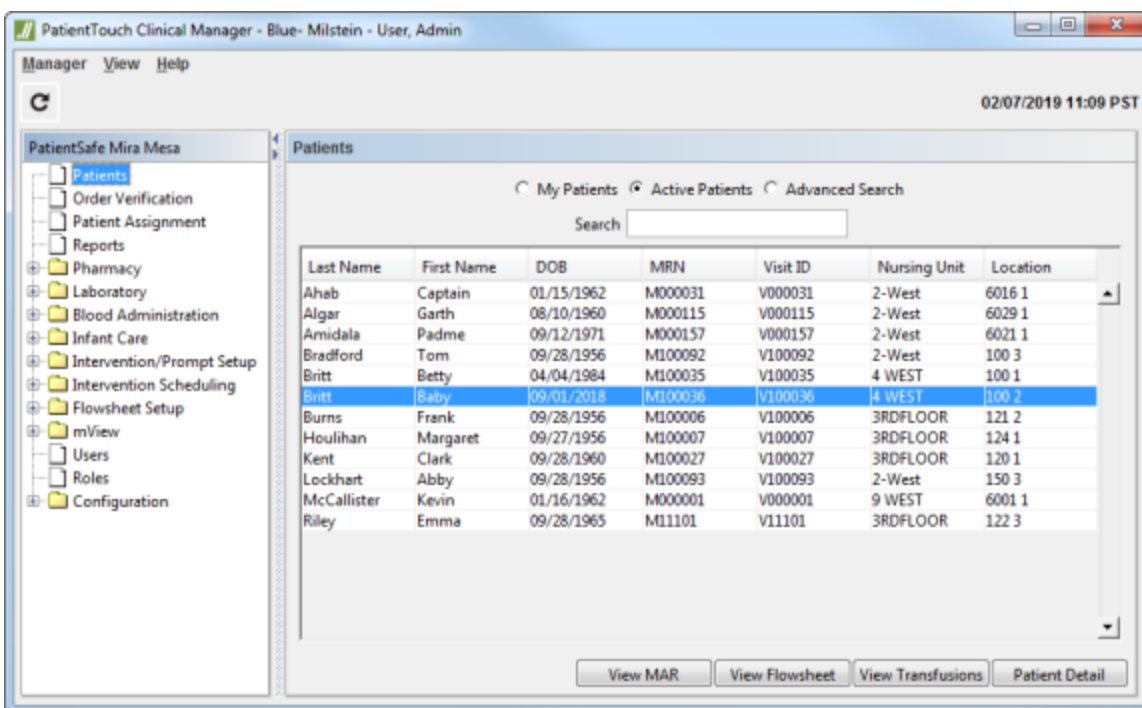 PatientTouch Clinical Manager - Blue- Milstein - User, Admin
Manager View Help
02/07/2019 11:09 PST
PatientSafe Mira Mesa
Patients
Order Verification
Patient Assignment
Reports
Pharmacy
Laboratory
Blood Administration
Infant Care
Intervention/Prompt Setup
Intervention Scheduling
Flowsheet Setup
mView
Users
Roles
Configuration
Patients
My Patients Active Patients Advanced Search
Search
Last Name First Name DOB MRN Visit ID Nursing Unit Location
Ahab Captain 01/15/1962 M000031 V000031 2-West 6016 1
Algar Garth 08/10/1960 M000115 V000115 2-West 6029 1
Amidala Padme 09/12/1971 M000157 V000157 2-West 6021 1
Bradford Tom 09/28/1956 M100092 V100092 2-West 100 3
Britt Betty 04/04/1984 M100035 V100035 4 WEST 100 1
Britt Baby 09/01/2018 M100036 V100036 4 WEST 100 2
Burns Frank 09/28/1956 M100006 V100006 3RDFLOOR 121 2
Houlihan Margaret 09/27/1956 M100007 V100007 3RDFLOOR 124 1
Kent Clark 09/28/1960 M100027 V100027 3RDFLOOR 120 1
Lockhart Abby 09/28/1956 M100093 V100093 2-West 150 3
McCallister Kevin 01/16/1962 M000001 V000001 9 WEST 6001 1
Riley Emma 09/28/1965 M11101 V11101 3RDFLOOR 122 3
View MAR View Flowsheet View Transfusions Patient Detail